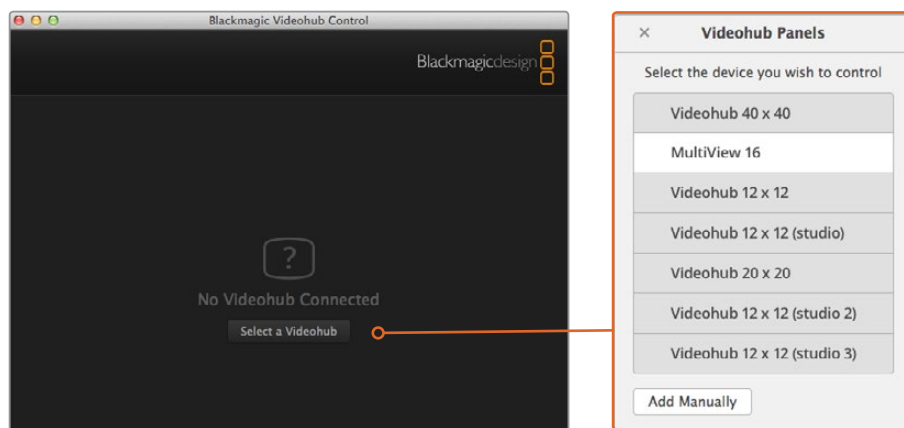 Blackmagic Videohub Control
Blackmagicdesign
?
No Videohub Connected
Select a Videohub
× Videohub Panels
Select the device you wish to control
Videohub 40 x 40
MultiView 16
Videohub 12 x 12
Videohub 12 x 12 (studio)
Videohub 20 x 20
Videohub 12 x 12 (studio 2)
Videohub 12 x 12 (studio 3)
Add Manually